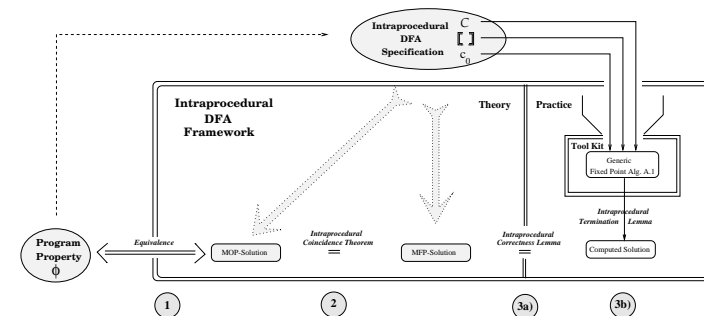 Intraprocedural
DFA
Specification
C
[[ ]]
c0
Intraprocedural
DFA
Framework
Theory
Practice
Tool Kit
Generic
Fixed Point Alg. A.1
Intraprocedural
Termination Lemma
Computed Solution
Program
Property
ϕ
Equivalence
MOP-Solution
Intraprocedural
Coincidence Theorem
=
MFP-Solution
Intraprocedural
Correctness Lemma
=
1
2
3a)
3b)